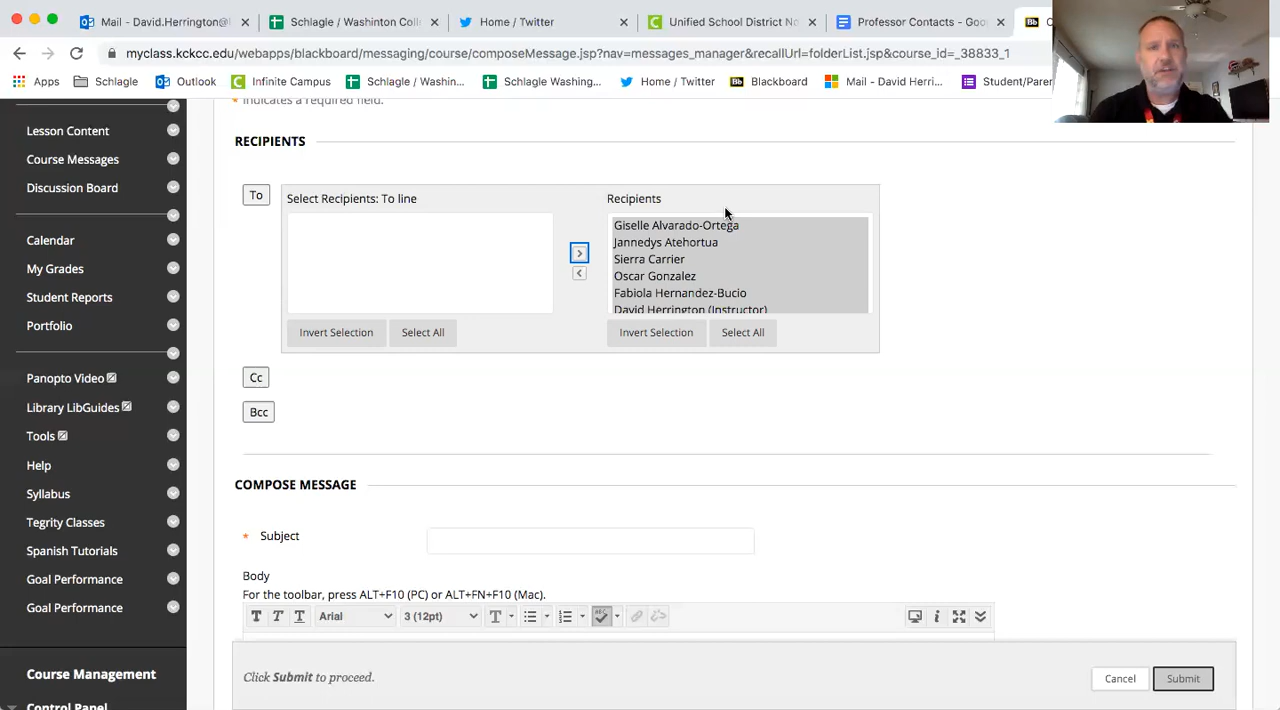 Mail - David.Herrington@
Schlagle / Washinton Coll
Home / Twitter
Unified School District No
Professor Contacts - Goo
myclass.kckcc.edu/webapps/blackboard/messaging/course/composeMessage.jsp?nav=messages_manager&recallUrl=folderList.jsp&course_id=_38833_1
Apps
Schlagle
Outlook
Infinite Campus
Schlagle / Washin...
Schlagle Washing...
Home / Twitter
Bb
Blackboard
Mail - David Herri...
Student/Paren
Lesson Content
Course Messages
Discussion Board
Calendar
My Grades
Student Reports
Portfolio
Panopto Video
Library LibGuides
Tools
Help
Syllabus
Tegrity Classes
Spanish Tutorials
Goal Performance
Goal Performance
Course Management
Control Panel
* Indicates a required field.
RECIPIENTS
To
Select Recipients: To line
Recipients
Giselle Alvarado-Ortega
Jannedys Atehortua
Sierra Carrier
Oscar Gonzalez
Fabiola Hernandez-Bucio
David Herrington (Instructor)
>
<
Invert Selection
Select All
Invert Selection
Select All
Cc
Bcc
COMPOSE MESSAGE
* Subject
Body
For the toolbar, press ALT+F10 (PC) or ALT+FN+F10 (Mac).
T T T Arial 3 (12pt) T
Click Submit to proceed.
Cancel
Submit